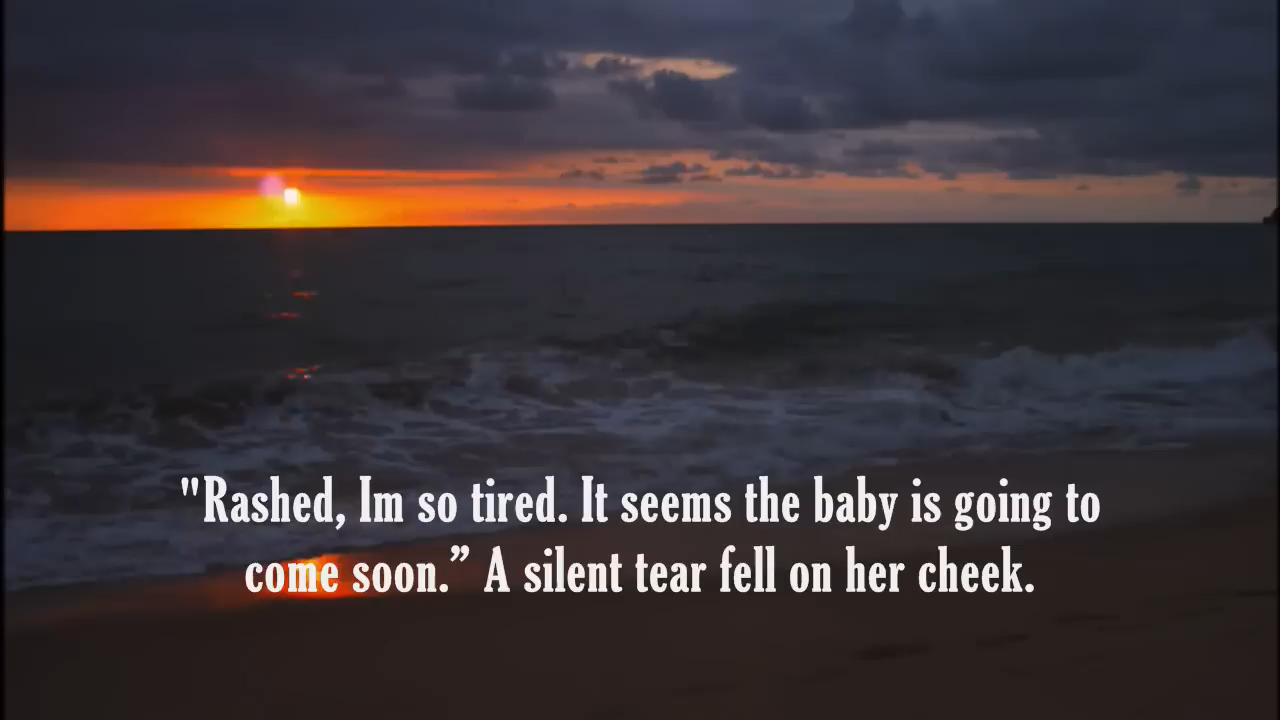 "Rashed, Im so tired. It seems the baby is going to
come soon.” A silent tear fell on her cheek.